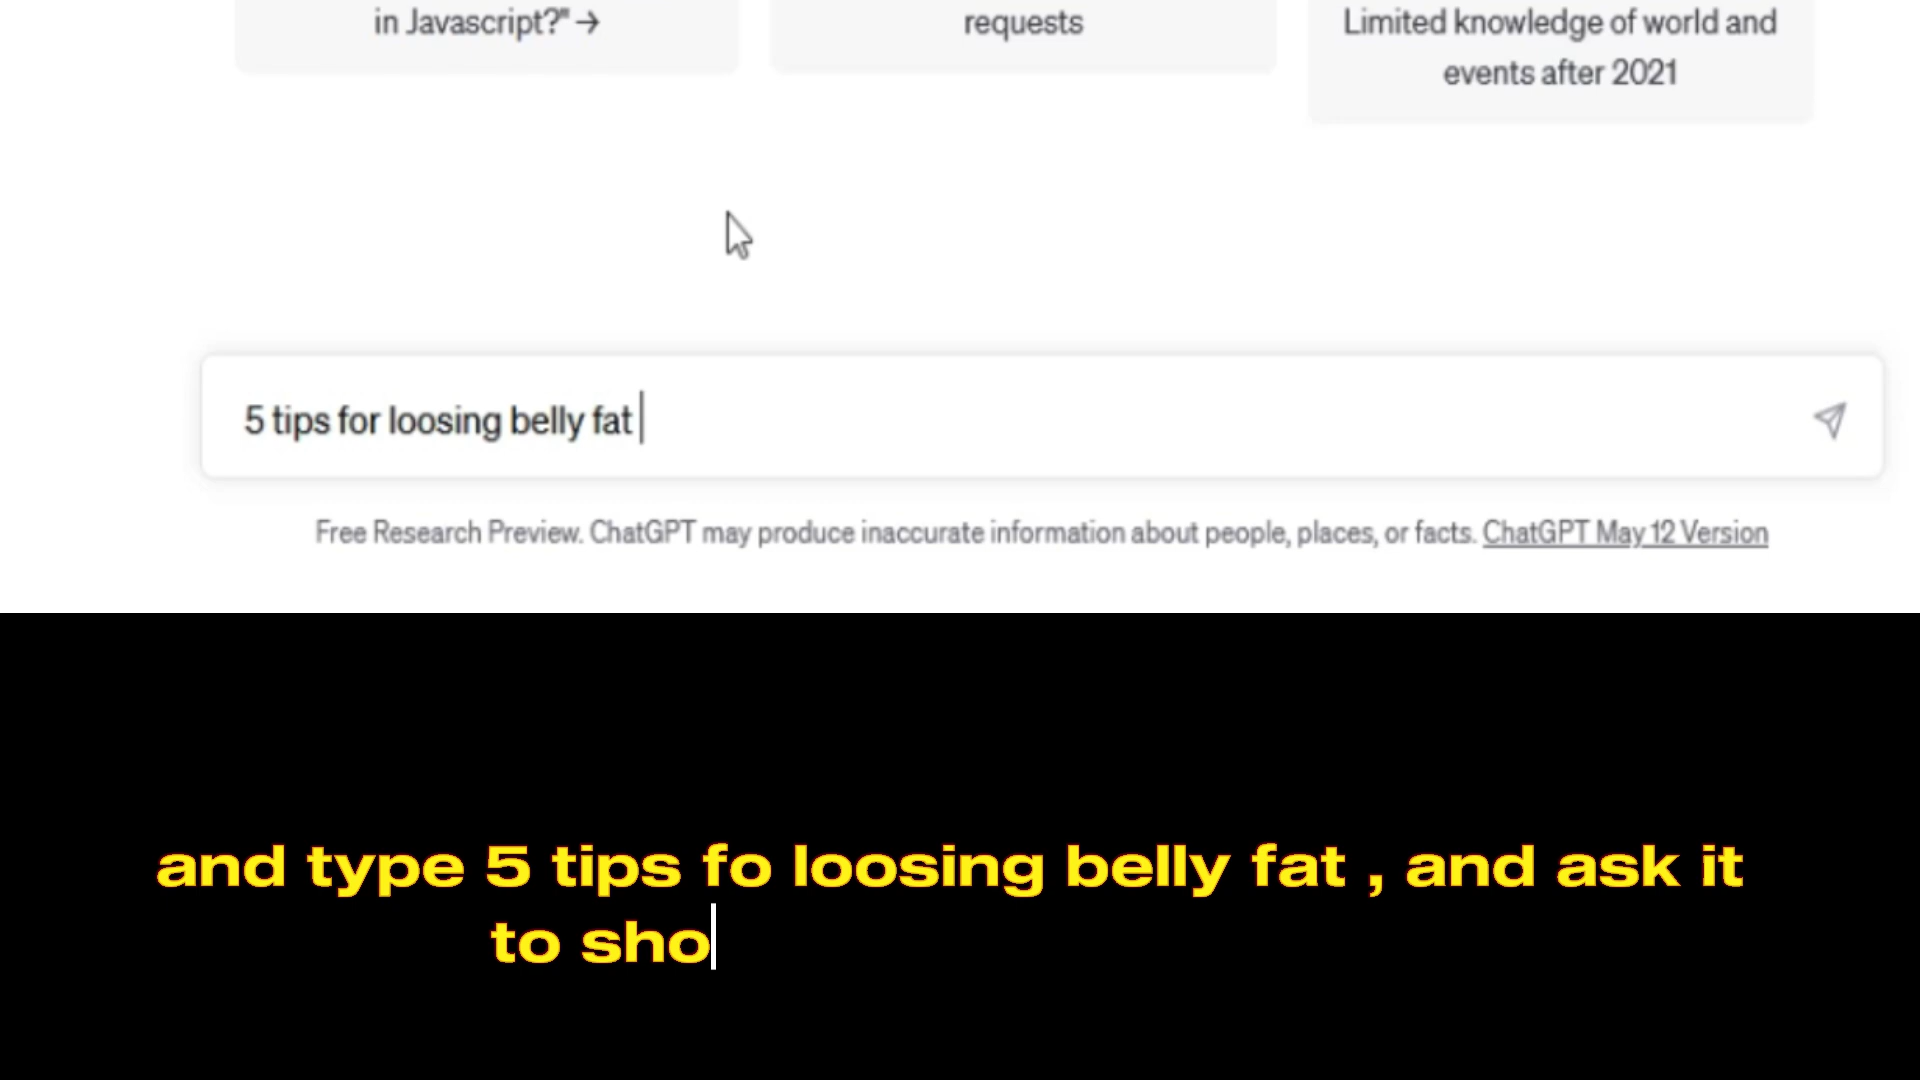 in Javascript?" →
requests
Limited knowledge of world and
events after 2021
5 tips for loosing belly fat
Free Research Preview. ChatGPT may produce inaccurate information about people, places, or facts. ChatGPT May 12 Version
and type 5 tips fo loosing belly fat , and ask it
to sho